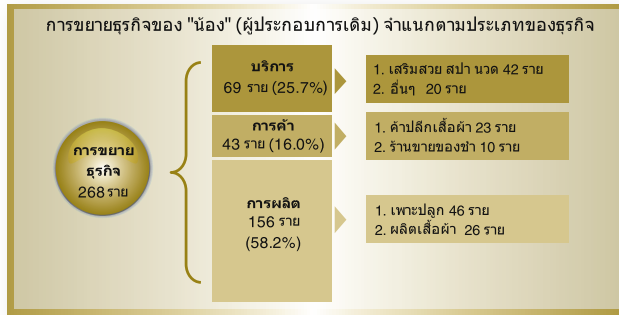 การขยายธุรกิจของ "น้อง" (ผู้ประกอบการเดิม) จำแนกตามประเภทของธุรกิจ
การขยาย
ธุรกิจ
268 ราย
บริการ
69 ราย (25.7%)
1. เสริมสวย สปา นวด 42 ราย
2. อื่นๆ 20 ราย
การค้า
43 ราย (16.0%)
1. ค้าปลีกเสื้อผ้า 23 ราย
2. ร้านขายของชำ 10 ราย
การผลิต
156 ราย
(58.2%)
1. เพาะปลูก 46 ราย
2. ผลิตเสื้อผ้า 26 ราย